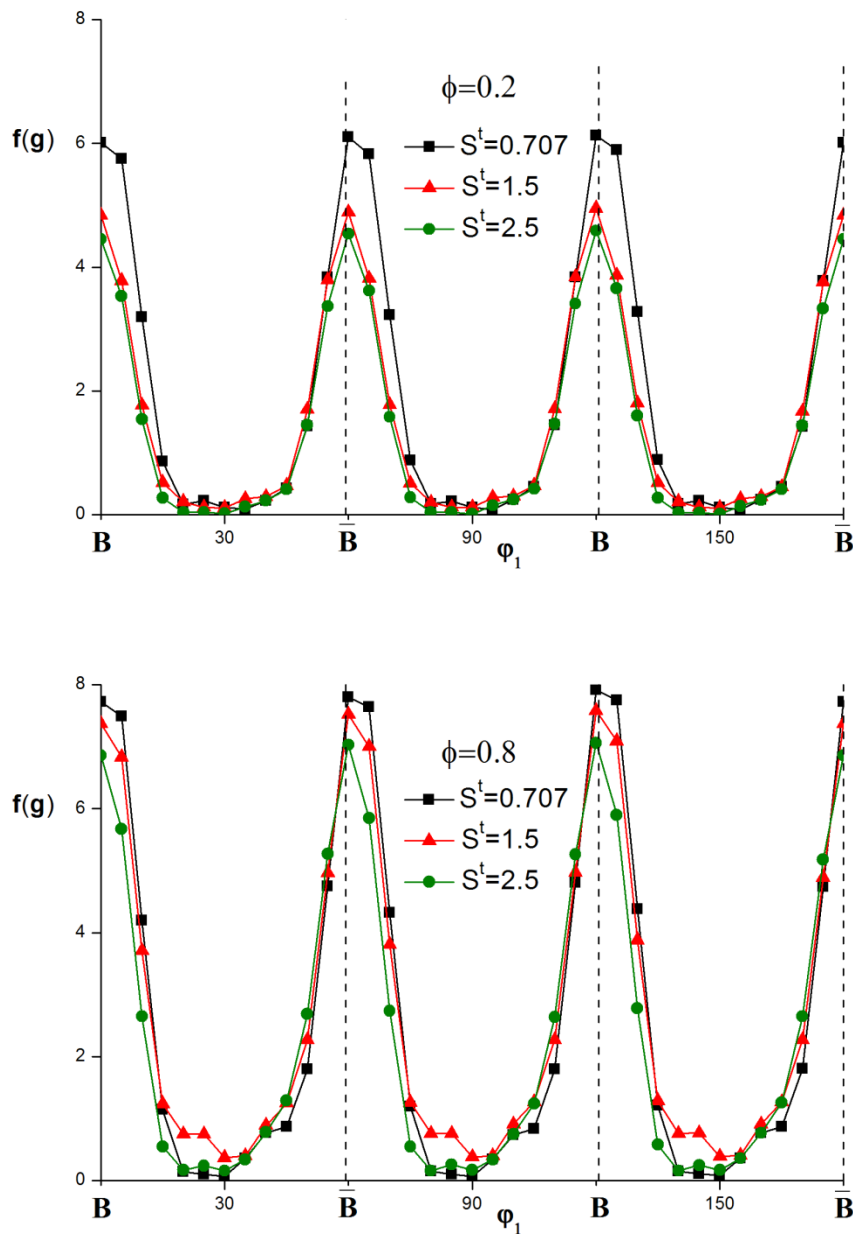 8
ϕ=0.2
6
f(g)
S^t=0.707
S^t=1.5
S^t=2.5
4
2
0
30 90 150
B B̄ φ₁ B B̄
8
ϕ=0.8
f(g)
S^t=0.707
6
S^t=1.5
S^t=2.5
4
2
0
30 90 150
B B̄ φ₁ B B̄